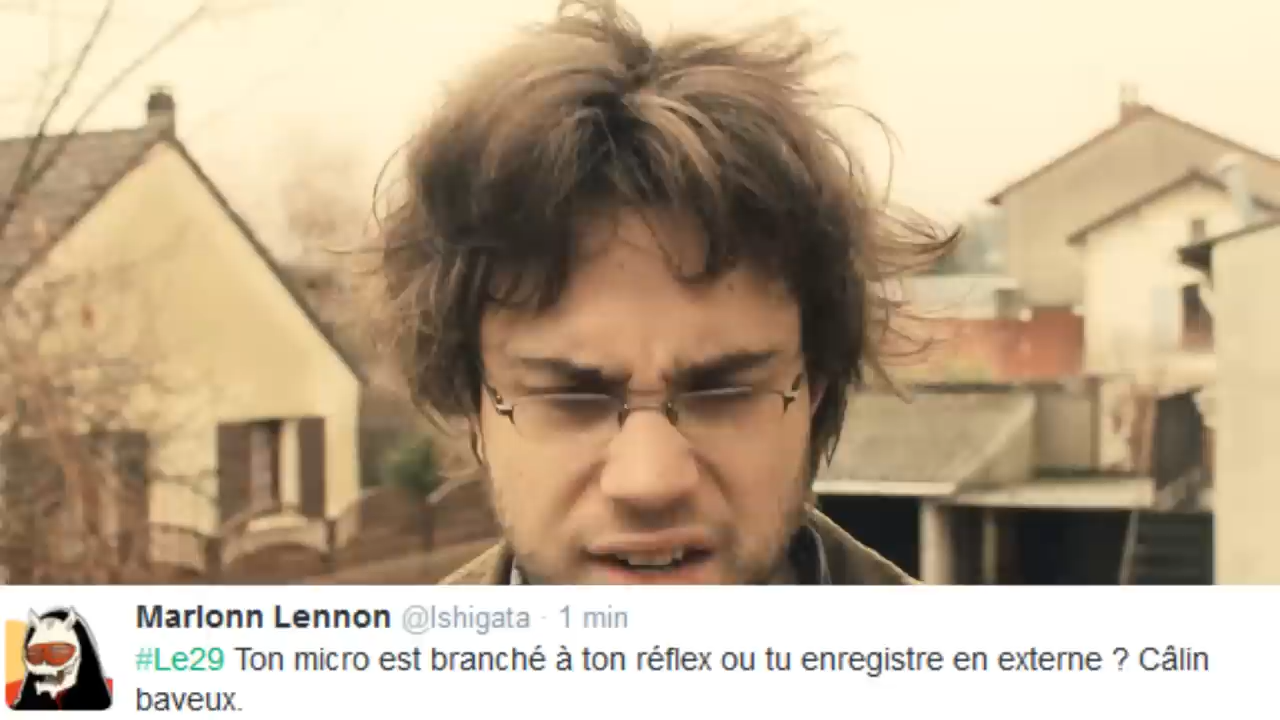 Marlonn Lennon @Ishigata · 1 min
#Le29 Ton micro est branché à ton réflex ou tu enregistre en externe ? Câlin
baveux.